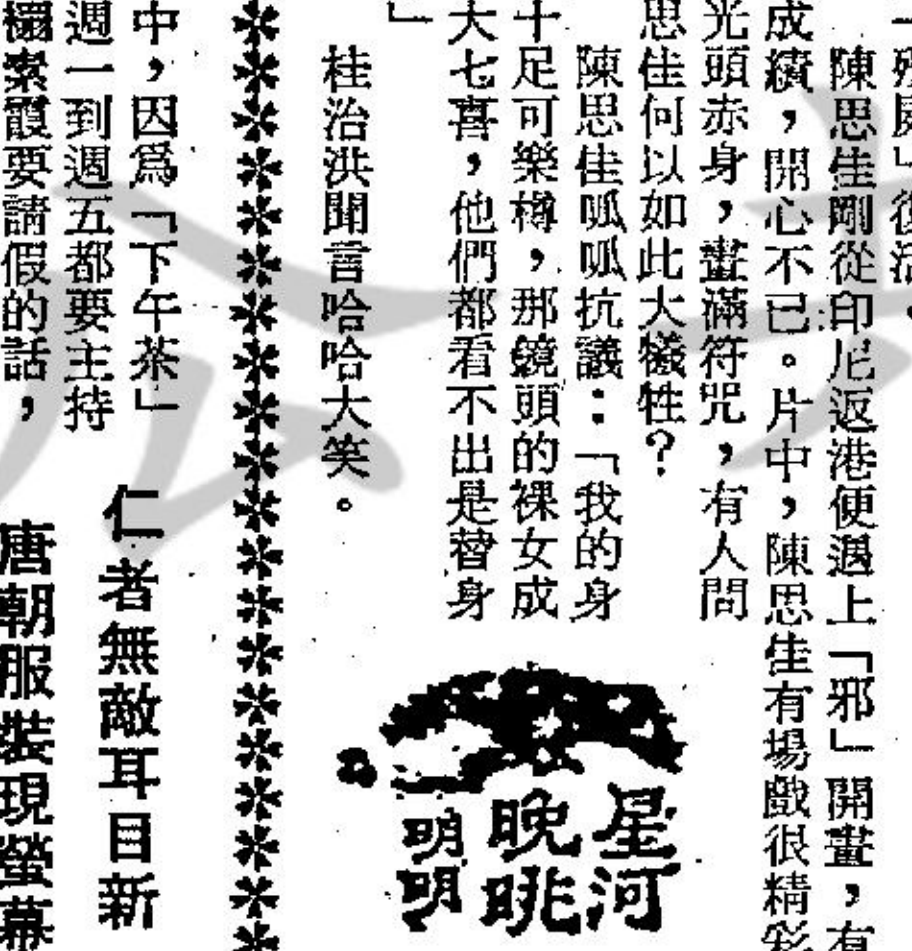 殘屍」復活。
陳思佳剛從印尼返港便遇上「邪」開畫，有
成績，開心不已。片中，陳思佳有場戲很精彩
光頭赤身，畫滿符咒，有人問
思佳何以如此大犧牲？
陳思佳呱呱抗議：「我的身
十足可樂樽，那鏡頭的裸女成
大七喜，他們都看不出是替身
」
桂治洪聞言哈哈大笑。
星河
晚眺
明明
中，因爲「下午茶」
週一到週五都要主持
素霞要請假的話，
仁者無敵耳目新
唐朝服裝現螢幕